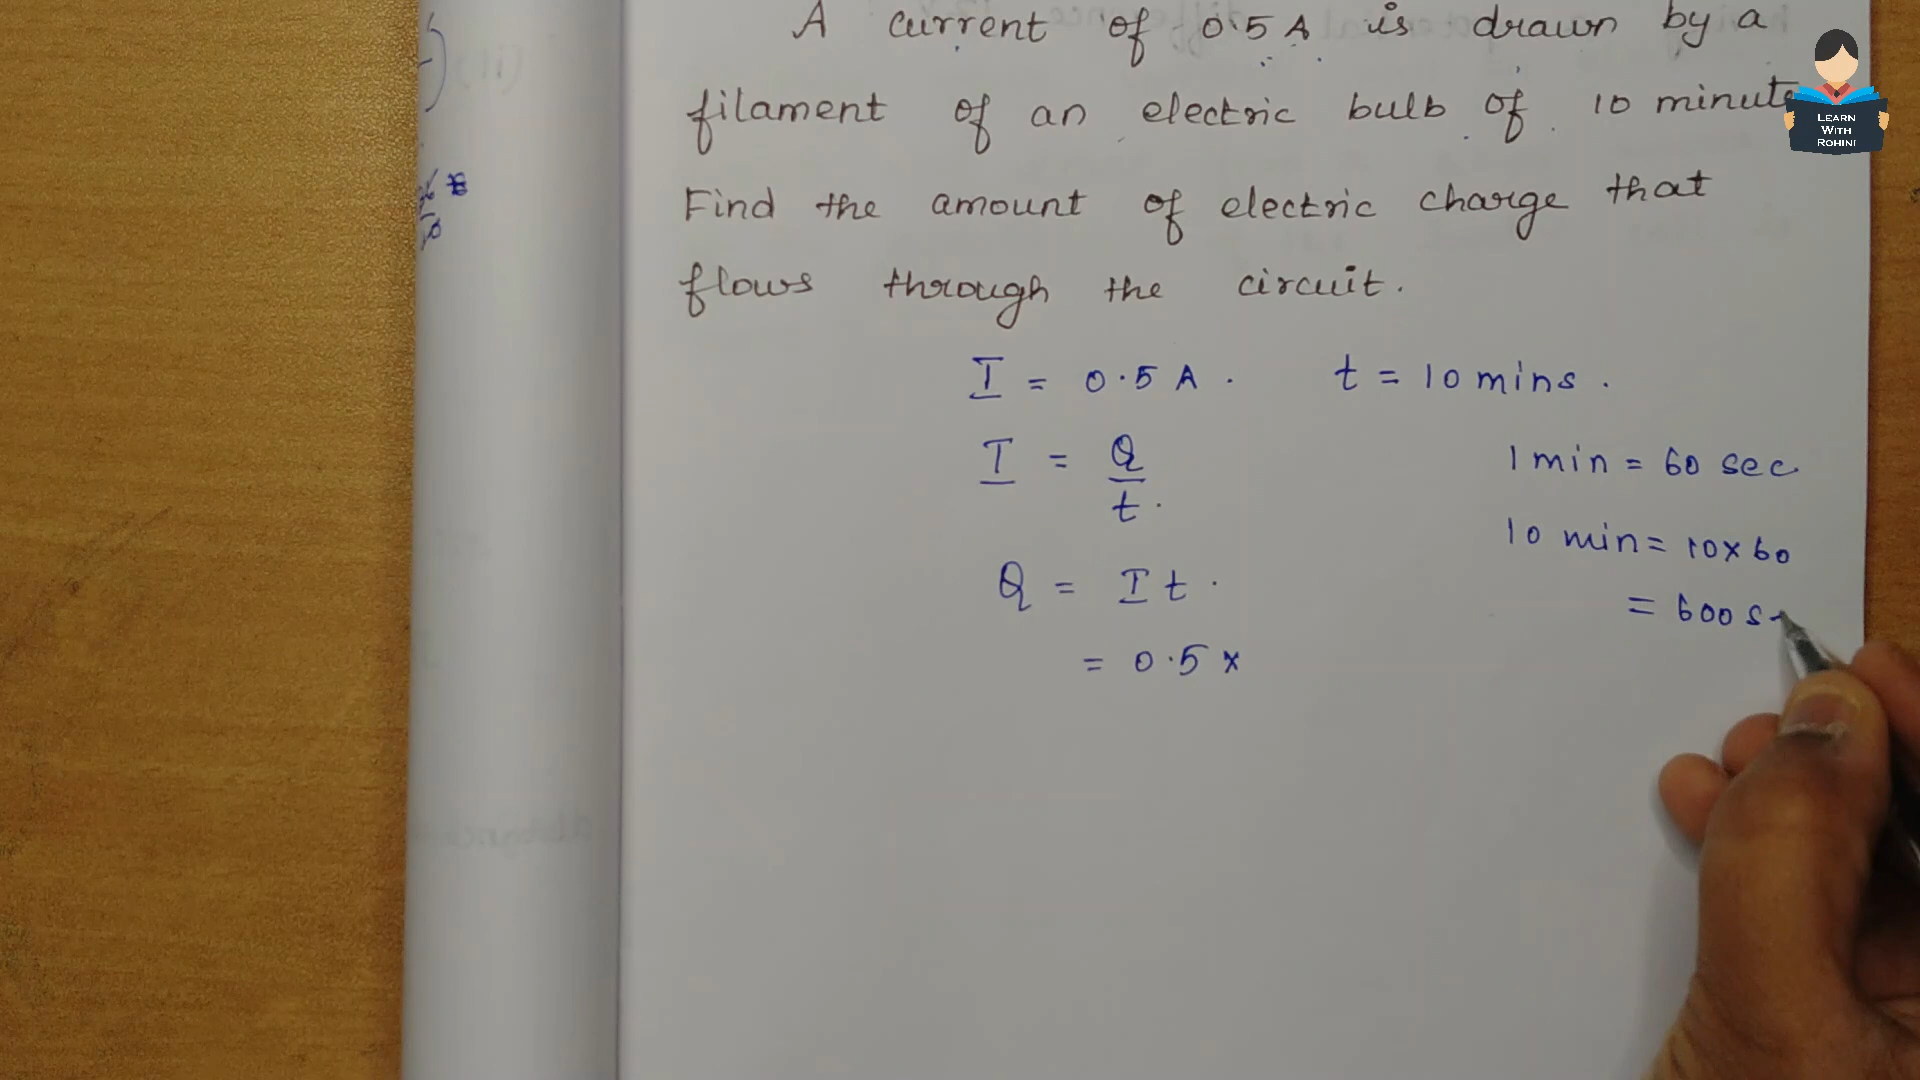 A current of 0.5 A is drawn by a
filament of an electric bulb of 10 minute
LEARN
WITH
ROHINI
Find the amount of electric charge that
flows through the circuit.
I = 0.5 A. t = 10 mins.
I = Q/t. 1 min = 60 sec
10 min = 10 x 60
Q = It.
= 600 s
= 0.5 x